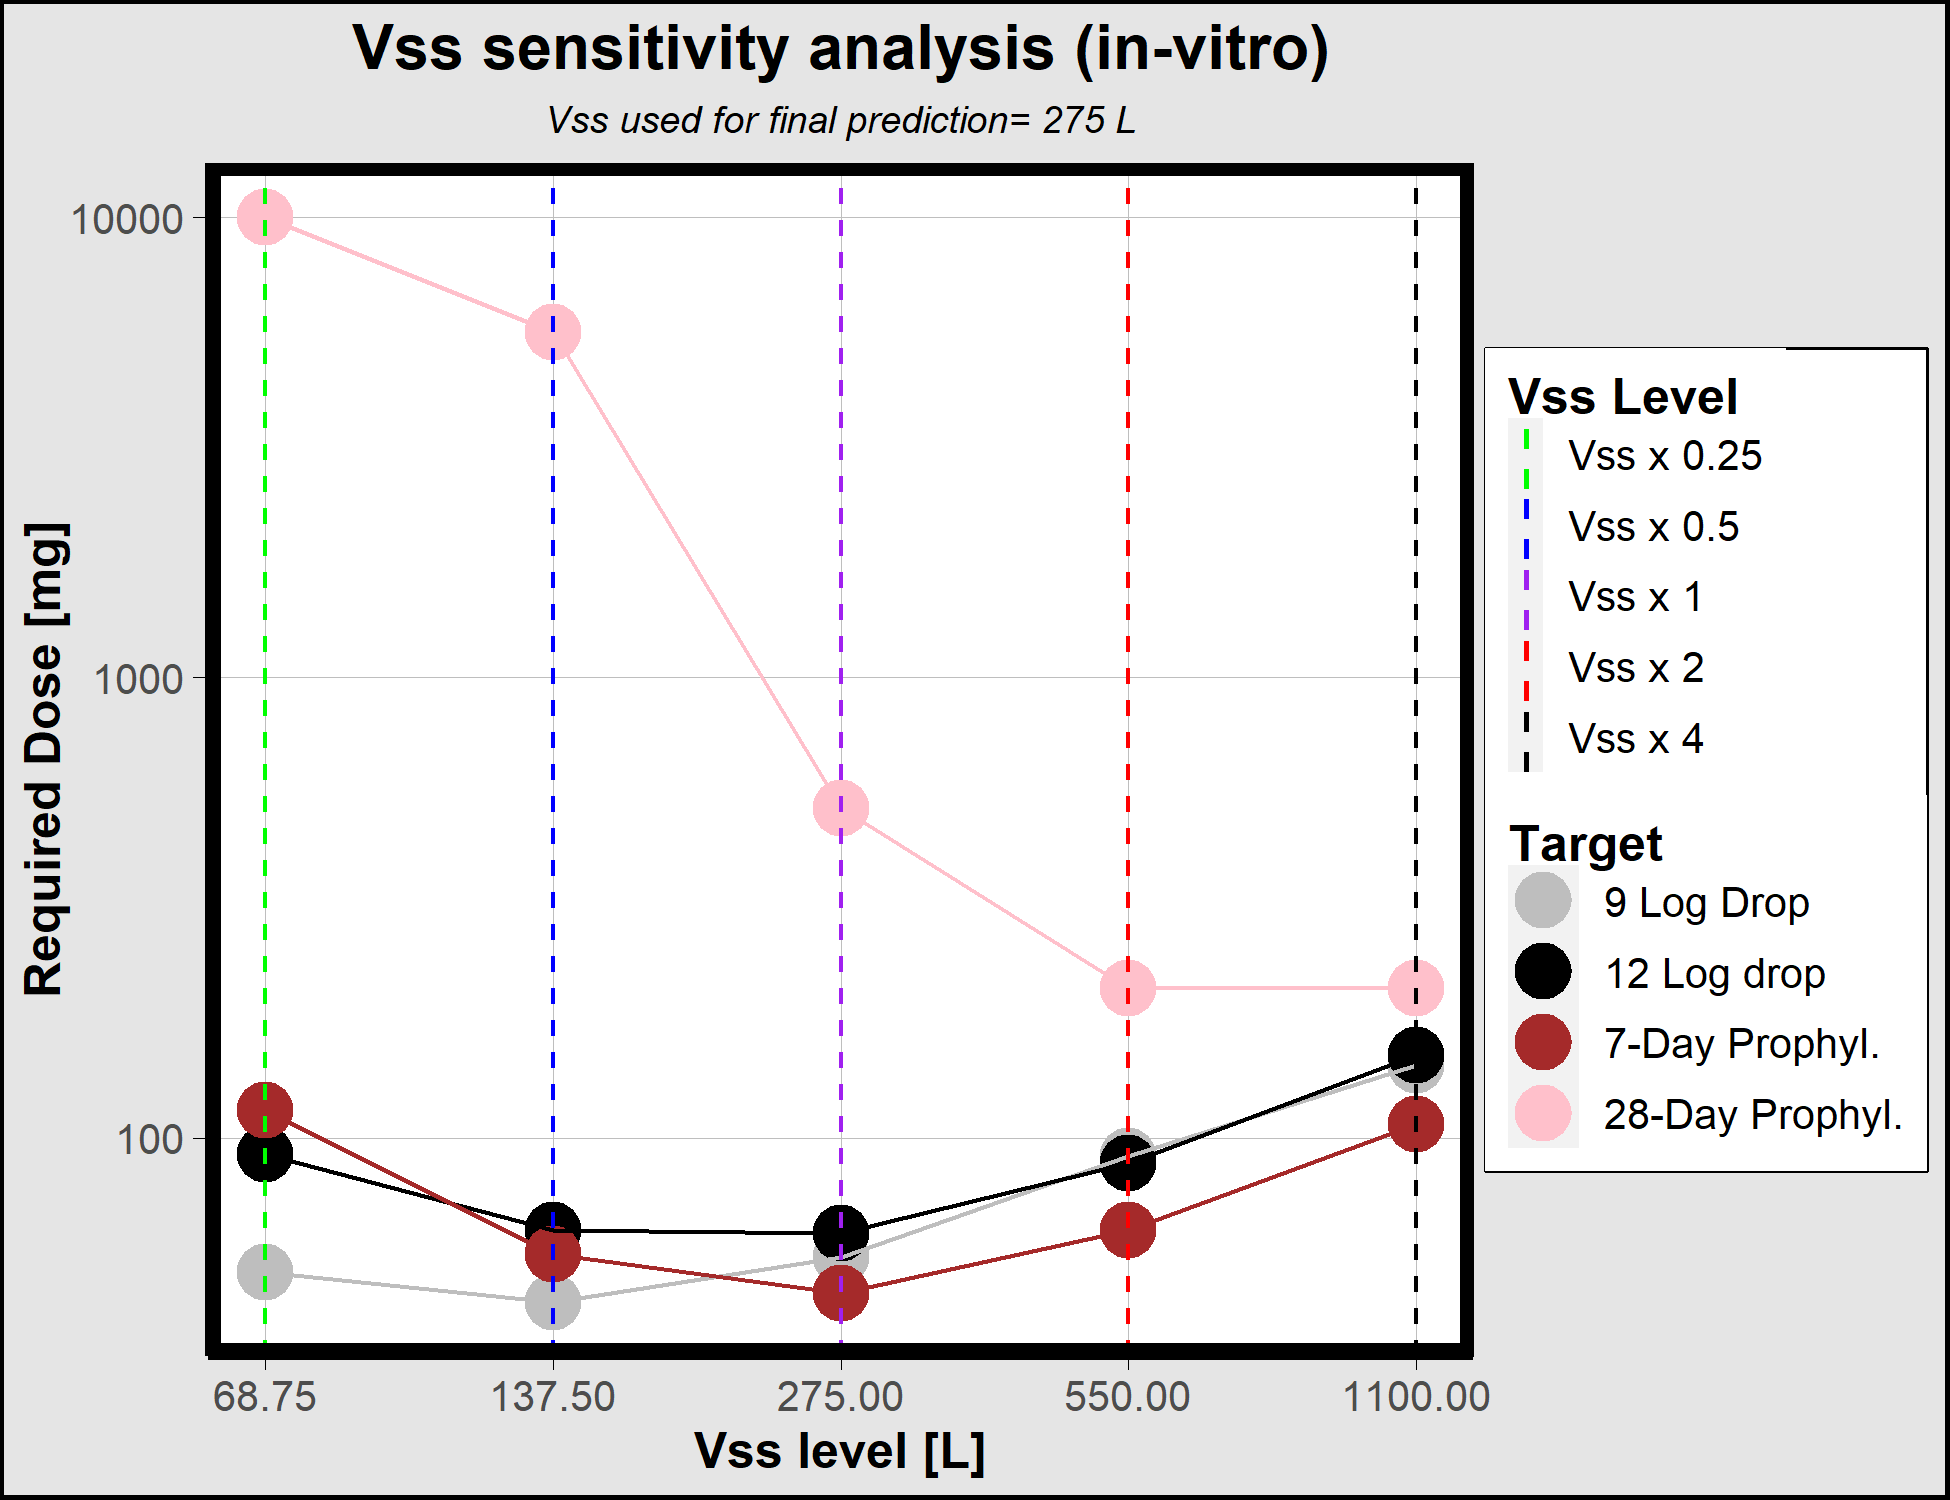 Vss sensitivity analysis (in-vitro)
Vss used for final prediction= 275 L
Required Dose [mg]
10000
1000
100
68.75
137.50
275.00
550.00
1100.00
Vss level [L]
Vss Level
Vss x 0.25
Vss x 0.5
Vss x 1
Vss x 2
Vss x 4
Target
9 Log Drop
12 Log drop
7-Day Prophyl.
28-Day Prophyl.